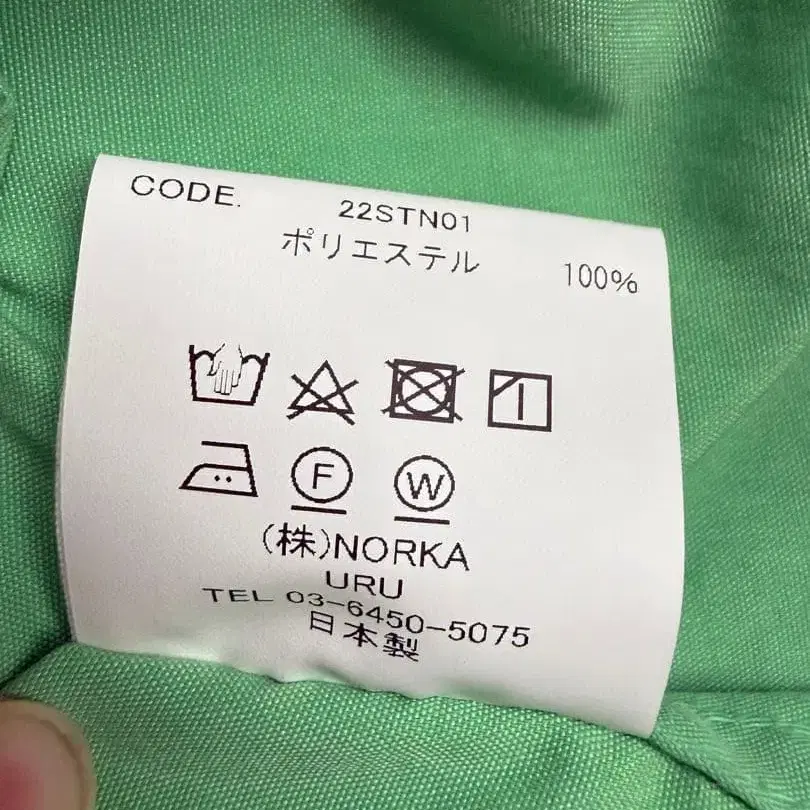 CODE. 22STN01
ポリエステル 100%
F W
(株)NORKA
URU
TEL 03-6450-5075
日本製